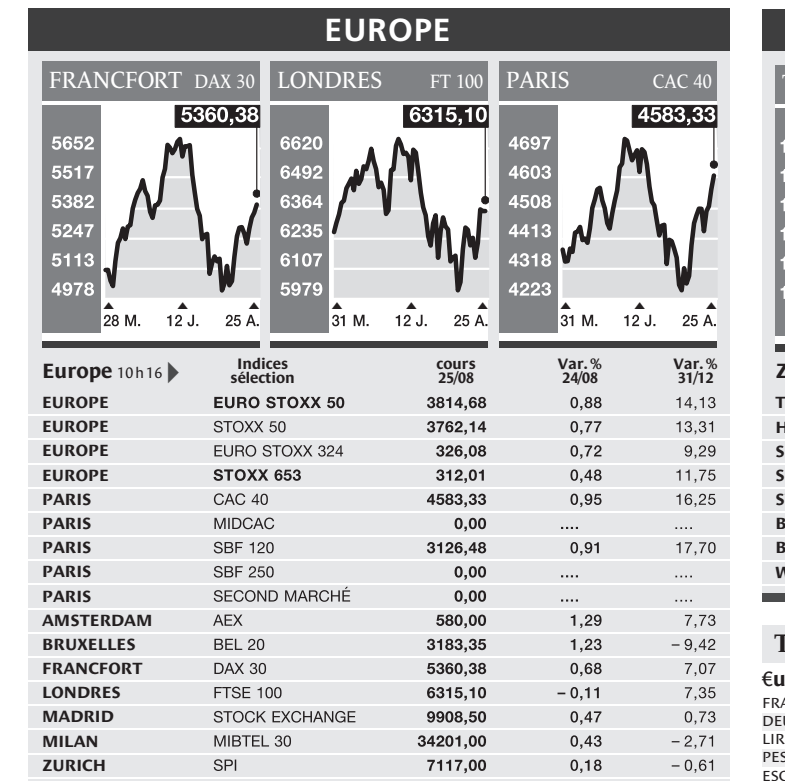 EUROPE
FRANCFORT DAX 30
5360,38
5652
5517
5382
5247
5113
4978
28 M. 12 J. 25 A.
LONDRES FT 100
6315,10
6620
6492
6364
6235
6107
5979
31 M. 12 J. 25 A.
PARIS CAC 40
4583,33
4697
4603
4508
4413
4318
4223
31 M. 12 J. 25 A.
Europe 10h16 Indices sélection cours 25/08 Var. % 24/08 Var. % 31/12
EUROPE EURO STOXX 50 3814,68 0,88 14,13
EUROPE STOXX 50 3762,14 0,77 13,31
EUROPE EURO STOXX 324 326,08 0,72 9,29
EUROPE STOXX 653 312,01 0,48 11,75
PARIS CAC 40 4583,33 0,95 16,25
PARIS MIDCAC 0,00 .... ....
PARIS SBF 120 3126,48 0,91 17,70
PARIS SBF 250 0,00 .... ....
PARIS SECOND MARCHÉ 0,00 .... ....
AMSTERDAM AEX 580,00 1,29 7,73
BRUXELLES BEL 20 3183,35 1,23 – 9,42
FRANCFORT DAX 30 5360,38 0,68 7,07
LONDRES FTSE 100 6315,10 – 0,11 7,35
MADRID STOCK EXCHANGE 9908,50 0,47 0,73
MILAN MIBTEL 30 34201,00 0,43 – 2,71
ZURICH SPI 7117,00 0,18 – 0,61